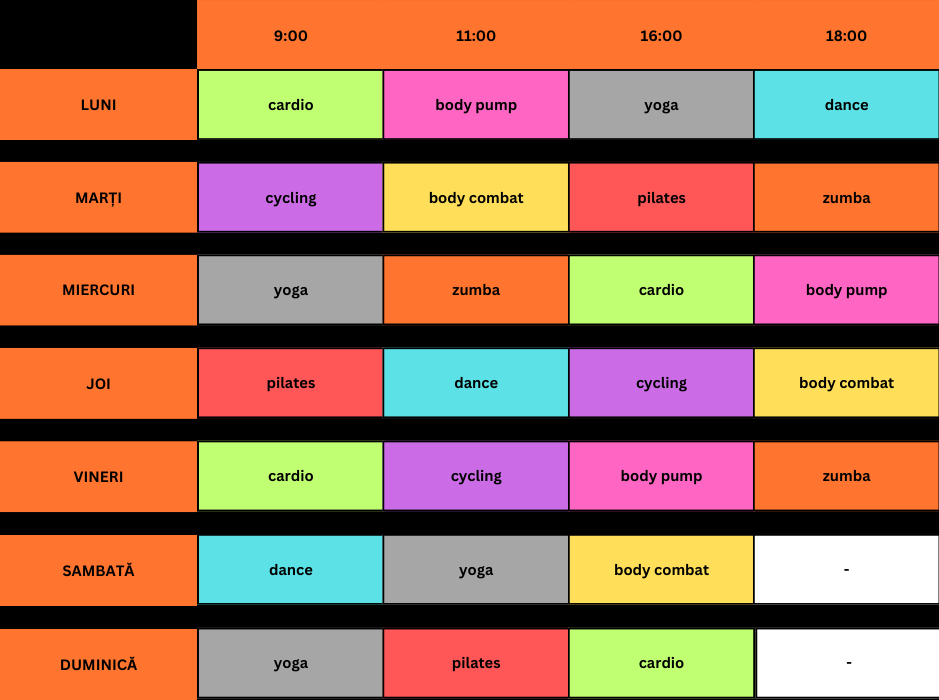 9:00 11:00 16:00 18:00
LUNI cardio body pump yoga dance
MARȚI cycling body combat pilates zumba
MIERCURI yoga zumba cardio body pump
JOI pilates dance cycling body combat
VINERI cardio cycling body pump zumba
SAMBATĂ dance yoga body combat -
DUMINICĂ yoga pilates cardio -